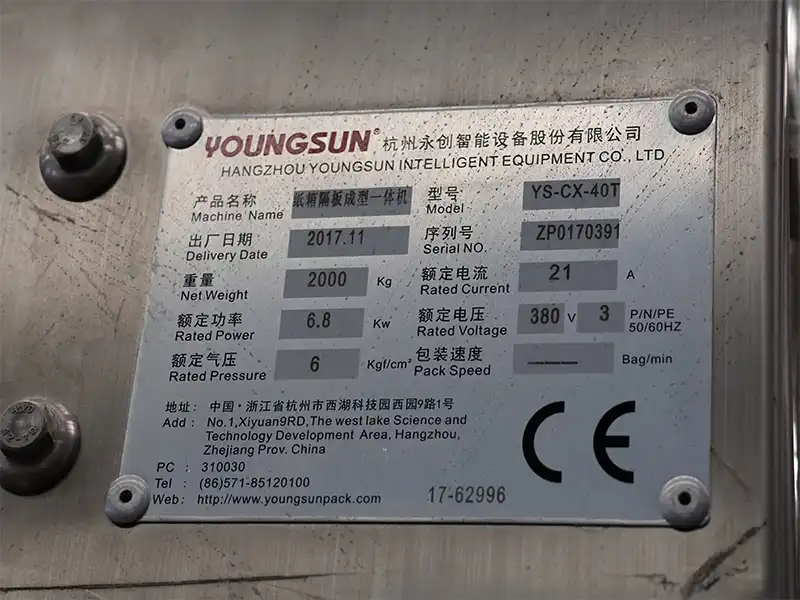 YOUNGSUN® 杭州永创智能设备股份有限公司
HANGZHOU YOUNGSUN INTELLIGENT EQUIPMENT CO., LTD
产品名称 纸箱隔板成型一体机 型号 YS-CX-40T
Machine Name Model
出厂日期 2017.11 序列号 ZP0170391
Delivery Date Serial NO.
重量 2000 Kg 额定电流 21 A
Net Weight Rated Current
额定功率 6.8 Kw 额定电压 380 V 3 P/N/PE
Rated Power Rated Voltage 50/60HZ
额定气压 6 Kgf/cm² 包装速度 —— Bag/min
Rated Pressure Pack Speed
地址: 中国·浙江省杭州市西湖科技园西园9路1号
Add : No.1,Xiyuan9RD,The west lake Science and
Technology Development Area, Hangzhou,
Zhejiang Prov. China
PC : 310030
Tel : (86)571-85120100
Web: http://www.youngsunpack.com
17-62996
CE